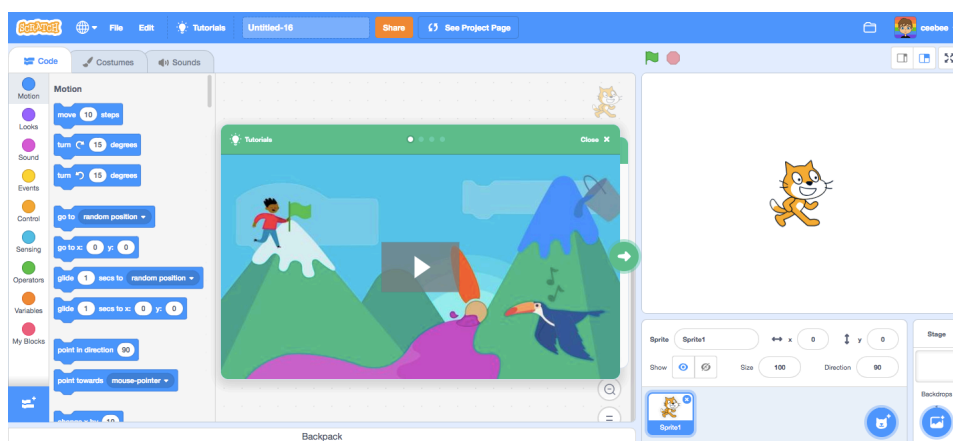 SCRATCH File Edit Tutorials Untitled-16 Share See Project Page ceebee
Code Costumes Sounds
Motion
Looks
Sound
Events
Control
Sensing
Operators
Variables
My Blocks
Motion
move 10 steps
turn 15 degrees
turn 15 degrees
go to random position
go to x: 0 y: 0
glide 1 secs to random position
glide 1 secs to x: 0 y: 0
point in direction 90
point towards mouse-pointer
change x by 10
Tutorials Close
Backpack
Sprite Sprite1 x 0 y 0
Show Size 100 Direction 90
Sprite1
Stage
Backdrops